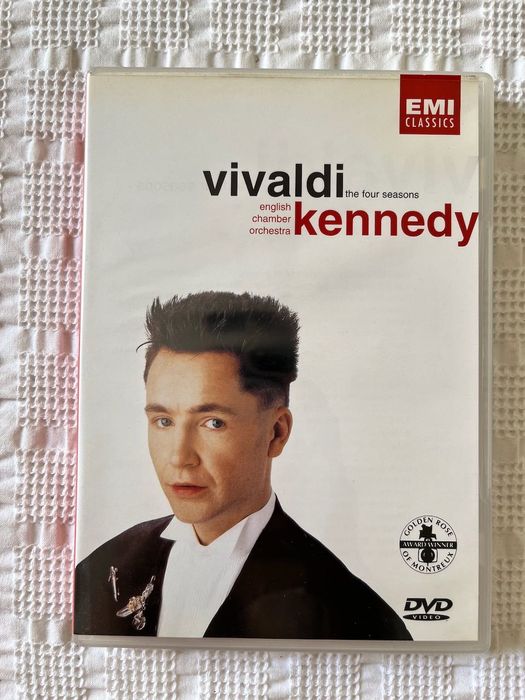 EMI
CLASSICS
vivaldi
the four seasons
english
chamber
orchestra
kennedy
GOLDEN ROSE
AWARD WINNER
OF MONTREUX
DVD
VIDEO